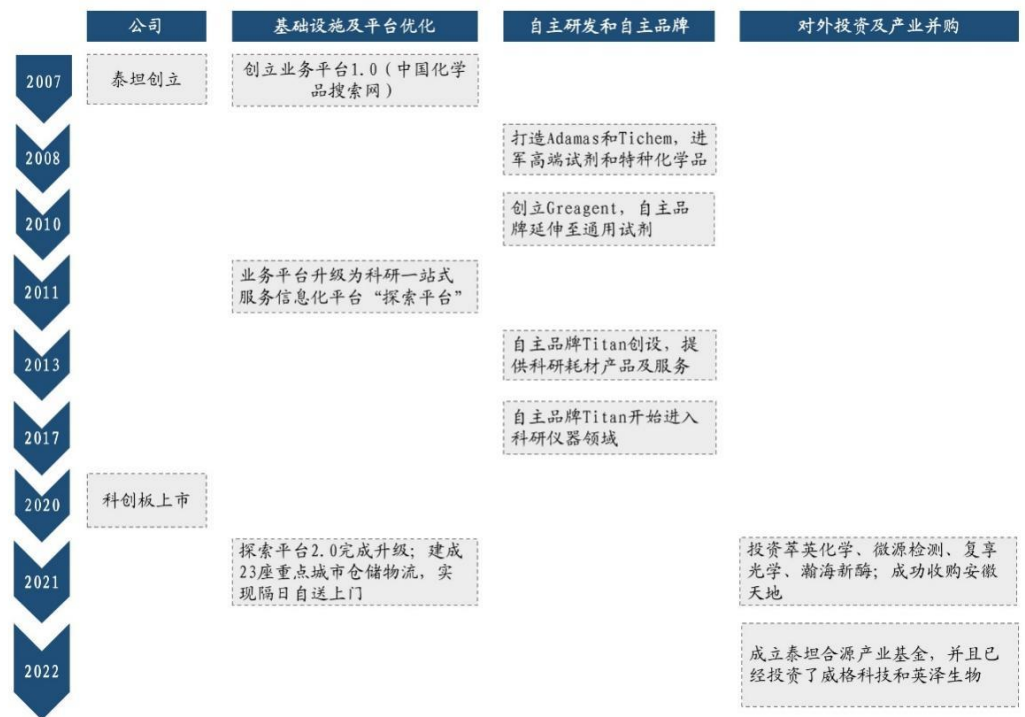 公司
基础设施及平台优化
自主研发和自主品牌
对外投资及产业并购
2007
泰坦创立
创立业务平台1.0（中国化学
品搜索网）
2008
打造Adamas和Tichem，进
军高端试剂和特种化学品
2010
创立Greagent，自主品
牌延伸至通用试剂
2011
业务平台升级为科研一站式
服务信息化平台“探索平台”
2013
自主品牌Titan创设，提
供科研耗材产品及服务
2017
自主品牌Titan开始进入
科研仪器领域
2020
科创板上市
2021
探索平台2.0完成升级；建成
23座重点城市仓储物流，实
现隔日自送上门
投资萃英化学、微源检测、复享
光学、瀚海新酶；成功收购安徽
天地
2022
成立泰坦合源产业基金，并且已
经投资了威格科技和英泽生物